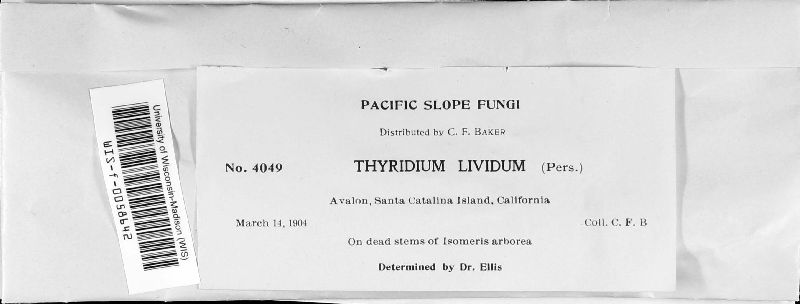 PACIFIC SLOPE FUNGI
Distributed by C. F. BAKER
No. 4049 THYRIDIUM LIVIDUM (Pers.)
Avalon, Santa Catalina Island, California
March 14, 1904 Coll. C. F. B
On dead stems of Isomeris arborea
Determined by Dr. Ellis
University of Wisconsin-Madison (WIS)
WIS-f-0058642